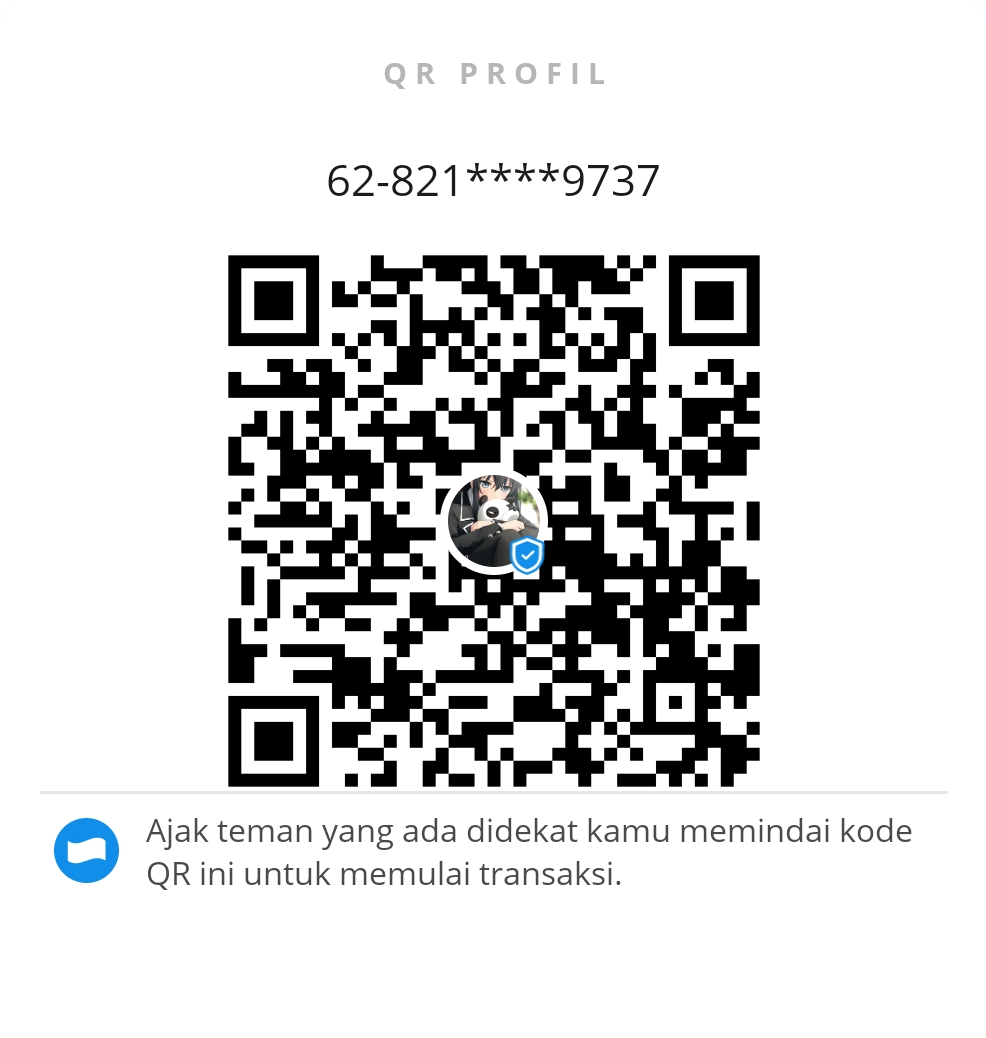 QR PROFIL
62-821****9737
Ajak teman yang ada didekat kamu memindai kode
QR ini untuk memulai transaksi.